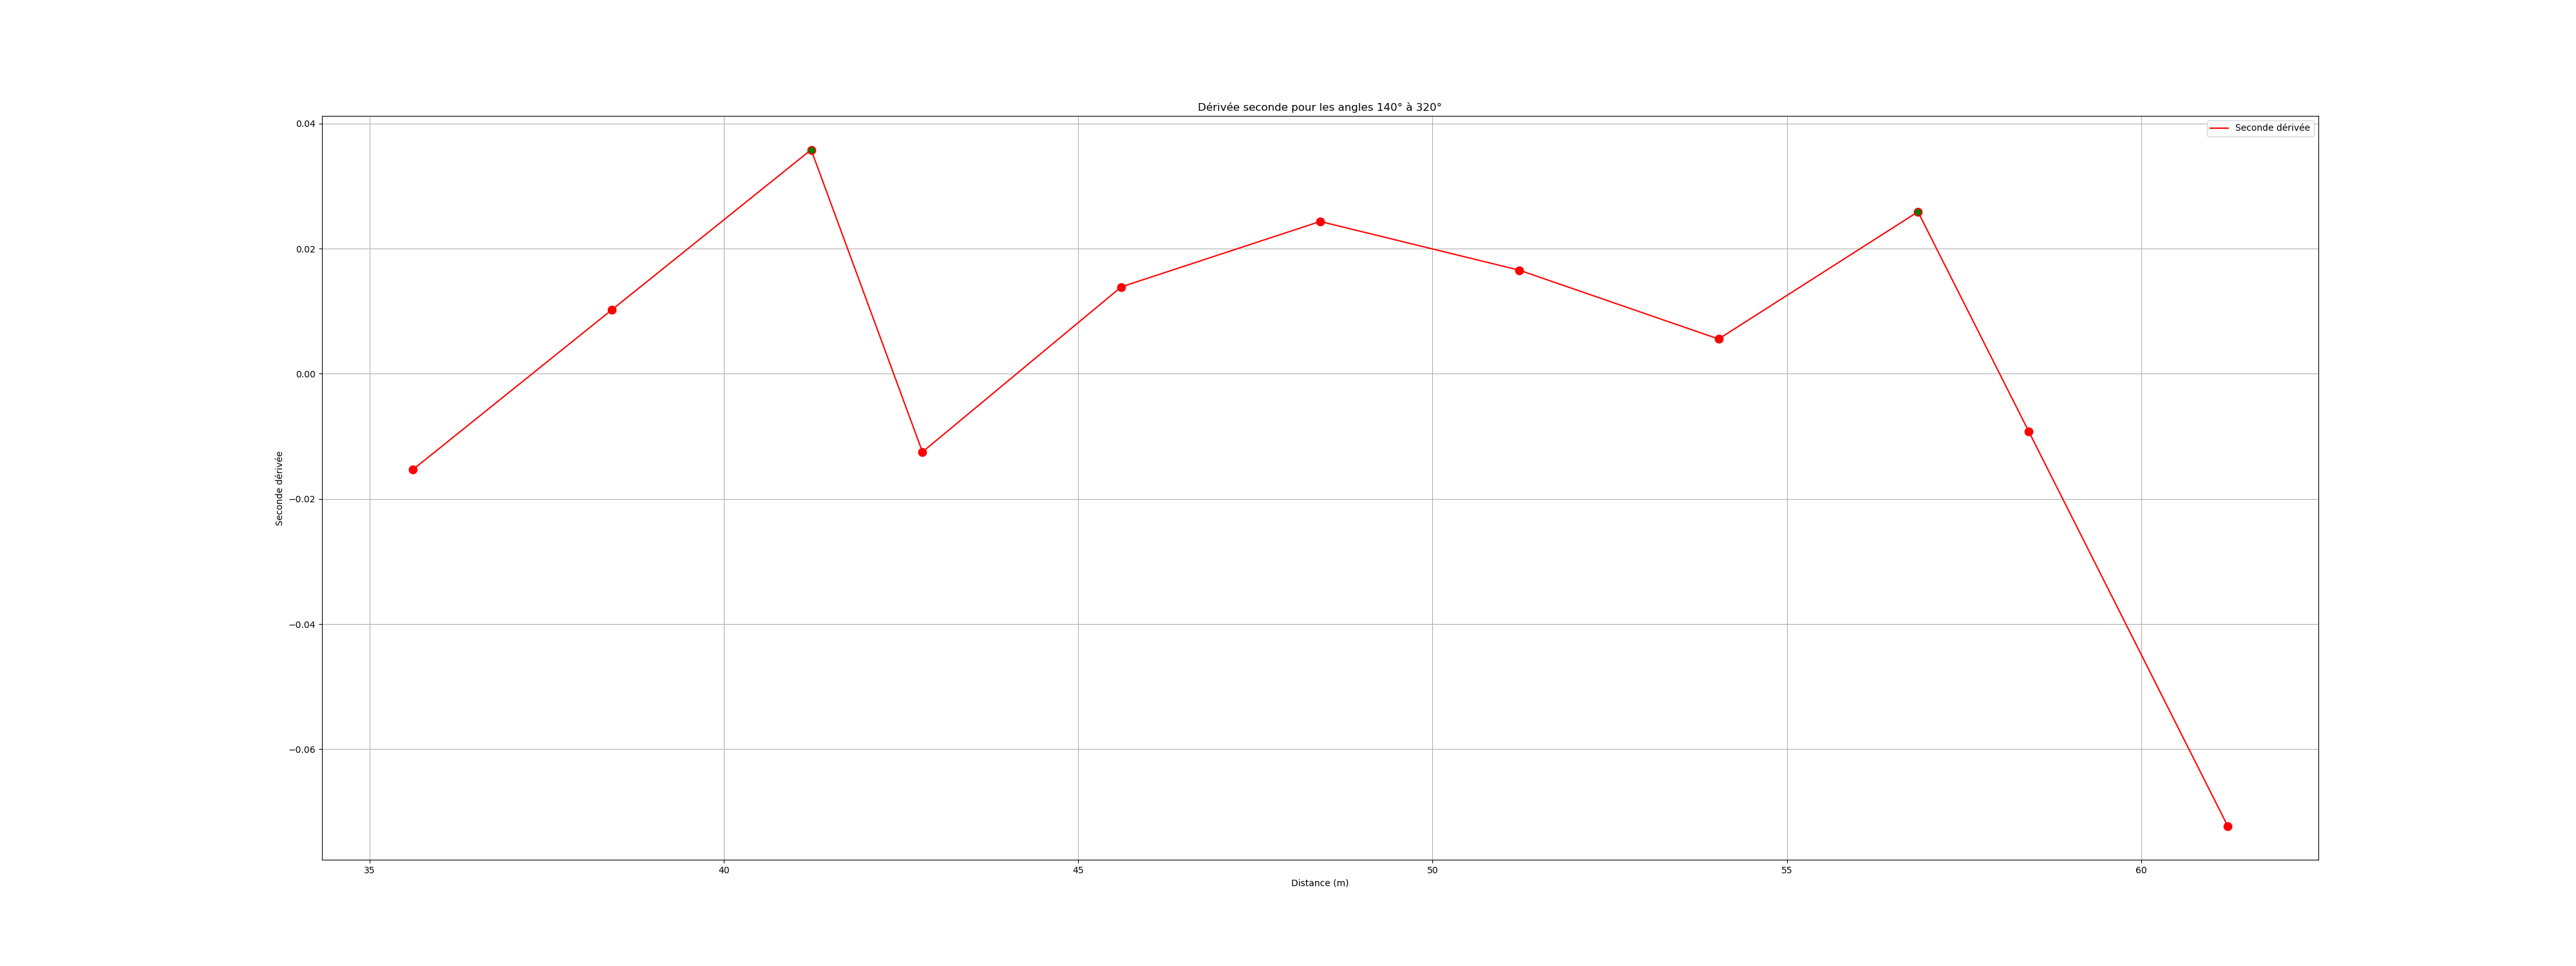 Dérivée seconde pour les angles 140° à 320°
Seconde dérivée
0.04
0.02
0.00
−0.02
−0.04
−0.06
Seconde dérivée
35 40 45 50 55 60
Distance (m)